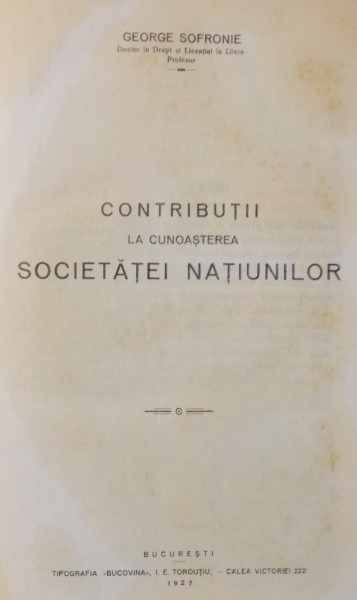 GEORGE SOFRONIE
Doctor în Drept și Licențiat în Litere
Profesor
CONTRIBUȚII
LA CUNOAȘTEREA
SOCIETĂȚEI NAȚIUNILOR
BUCUREȘTI
TIPOGRAFIA «BUCOVINA», I. E. TOROUȚIU, – CALEA VICTORIEI 222
1927